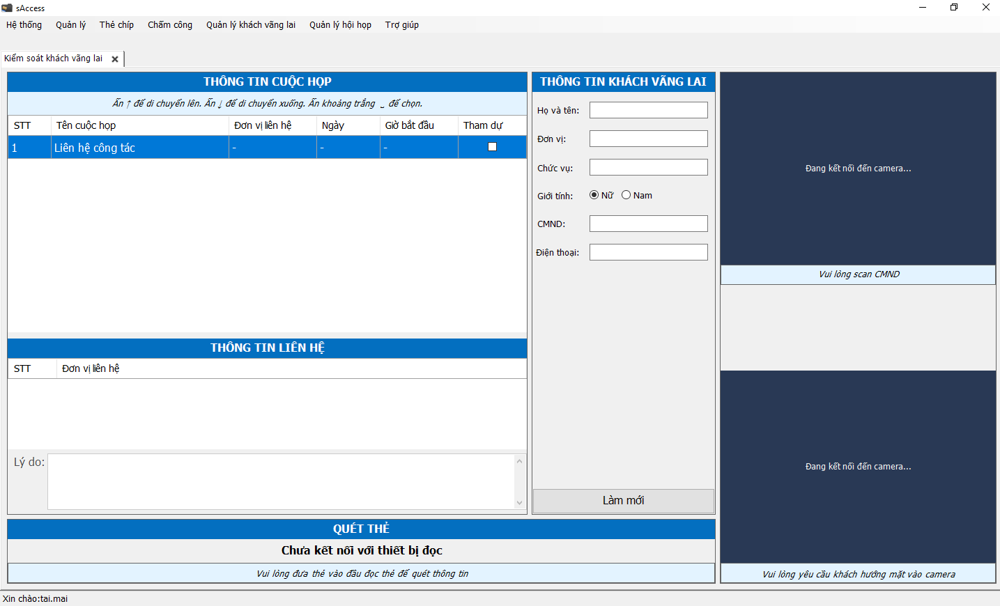 sAccess
Hệ thống Quản lý Thẻ chíp Chấm công Quản lý khách vãng lai Quản lý hội họp Trợ giúp
Kiểm soát khách vãng lai
THÔNG TIN CUỘC HỌP
Ấn ↑ để di chuyển lên. Ấn ↓ để di chuyển xuống. Ấn khoảng trắng ⎵ để chọn.
STT Tên cuộc họp Đơn vị liên hệ Ngày Giờ bắt đầu Tham dự
1 Liên hệ công tác - - -
THÔNG TIN LIÊN HỆ
STT Đơn vị liên hệ
Lý do:
THÔNG TIN KHÁCH VÃNG LAI
Họ và tên:
Đơn vị:
Chức vụ:
Giới tính: Nữ Nam
CMND:
Điện thoại:
Làm mới
QUÉT THẺ
Chưa kết nối với thiết bị đọc
Vui lòng đưa thẻ vào đầu đọc thẻ để quét thông tin
Đang kết nối đến camera...
Vui lòng scan CMND
Đang kết nối đến camera...
Vui lòng yêu cầu khách hướng mặt vào camera
Xin chào:tai.mai